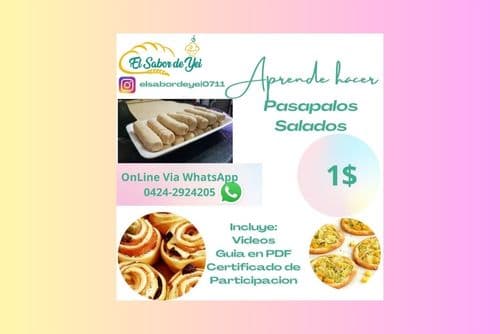 El Sabor de Yei
elsabordeyei0711
Aprende hacer
Pasapalos
Salados
OnLine Via WhatsApp
0424-2924205
1$
Incluye:
Videos
Guia en PDF
Certificado de
Participacion